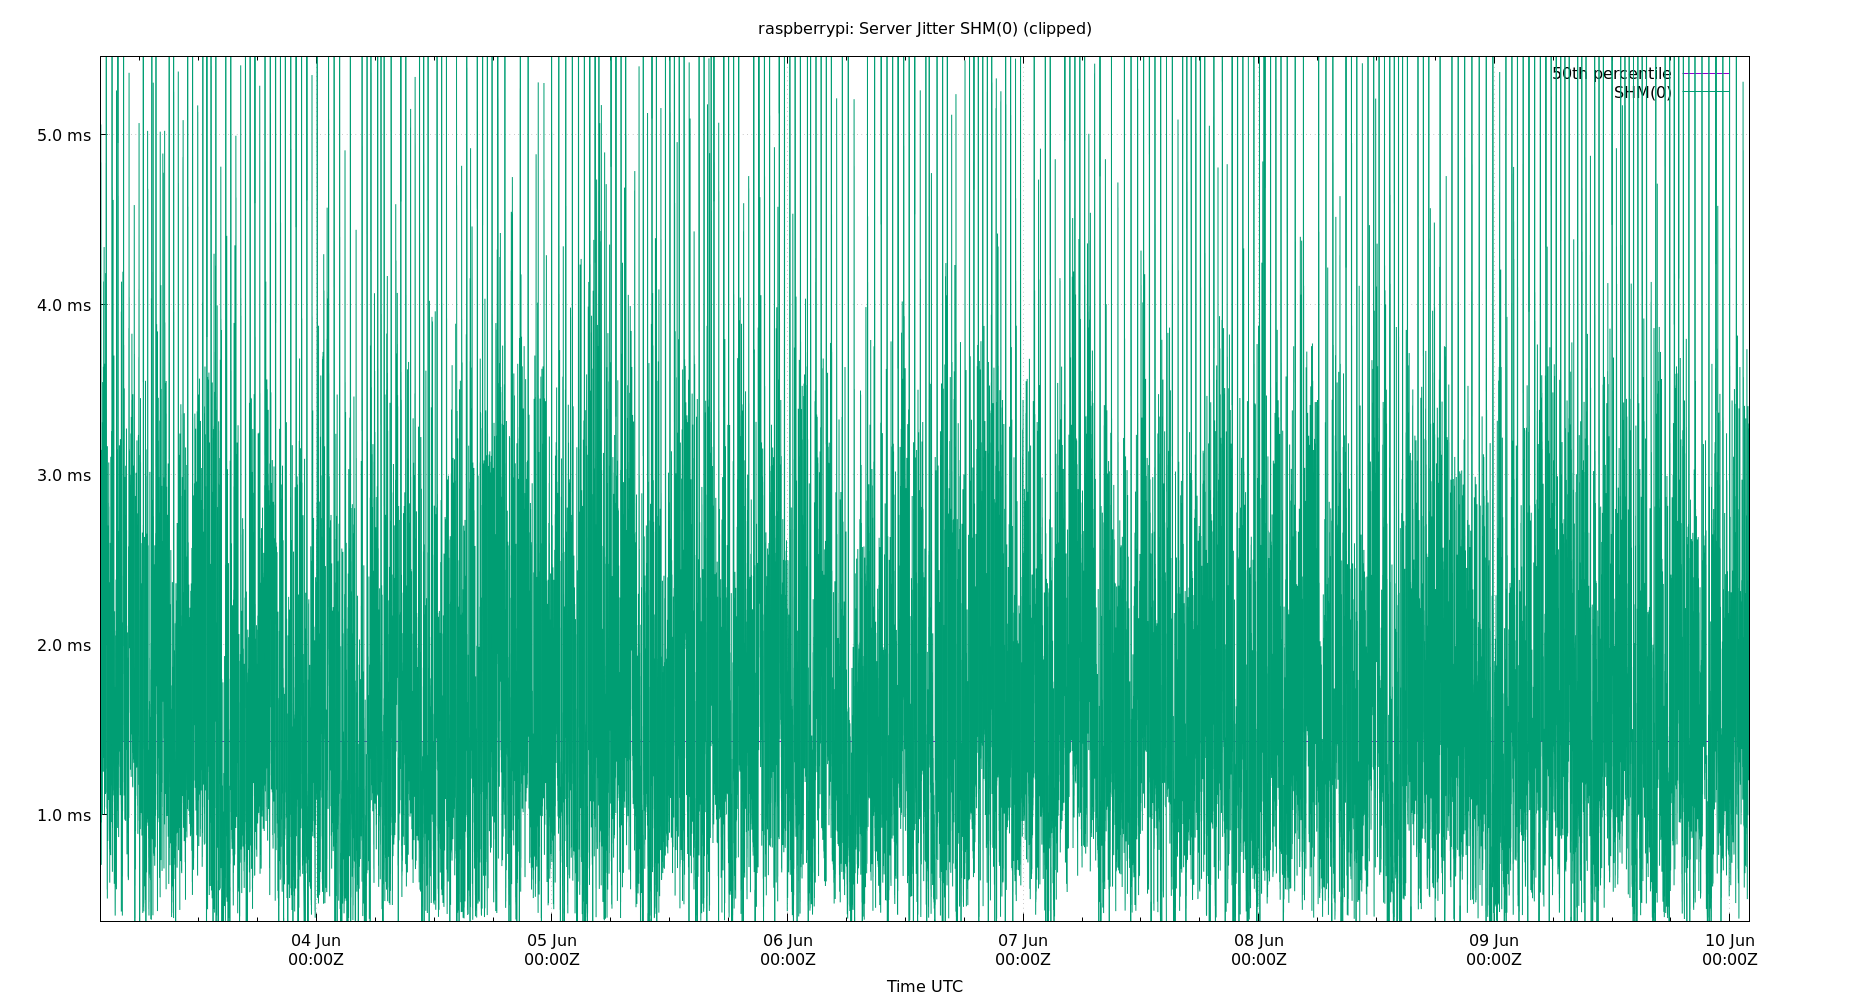 raspberrypi: Server Jitter SHM(0) (clipped)
50th percentile
SHM(0)
5.0 ms
4.0 ms
3.0 ms
2.0 ms
1.0 ms
04 Jun 05 Jun 06 Jun 07 Jun 08 Jun 09 Jun 10 Jun
00:00Z 00:00Z 00:00Z 00:00Z 00:00Z 00:00Z 00:00Z
Time UTC